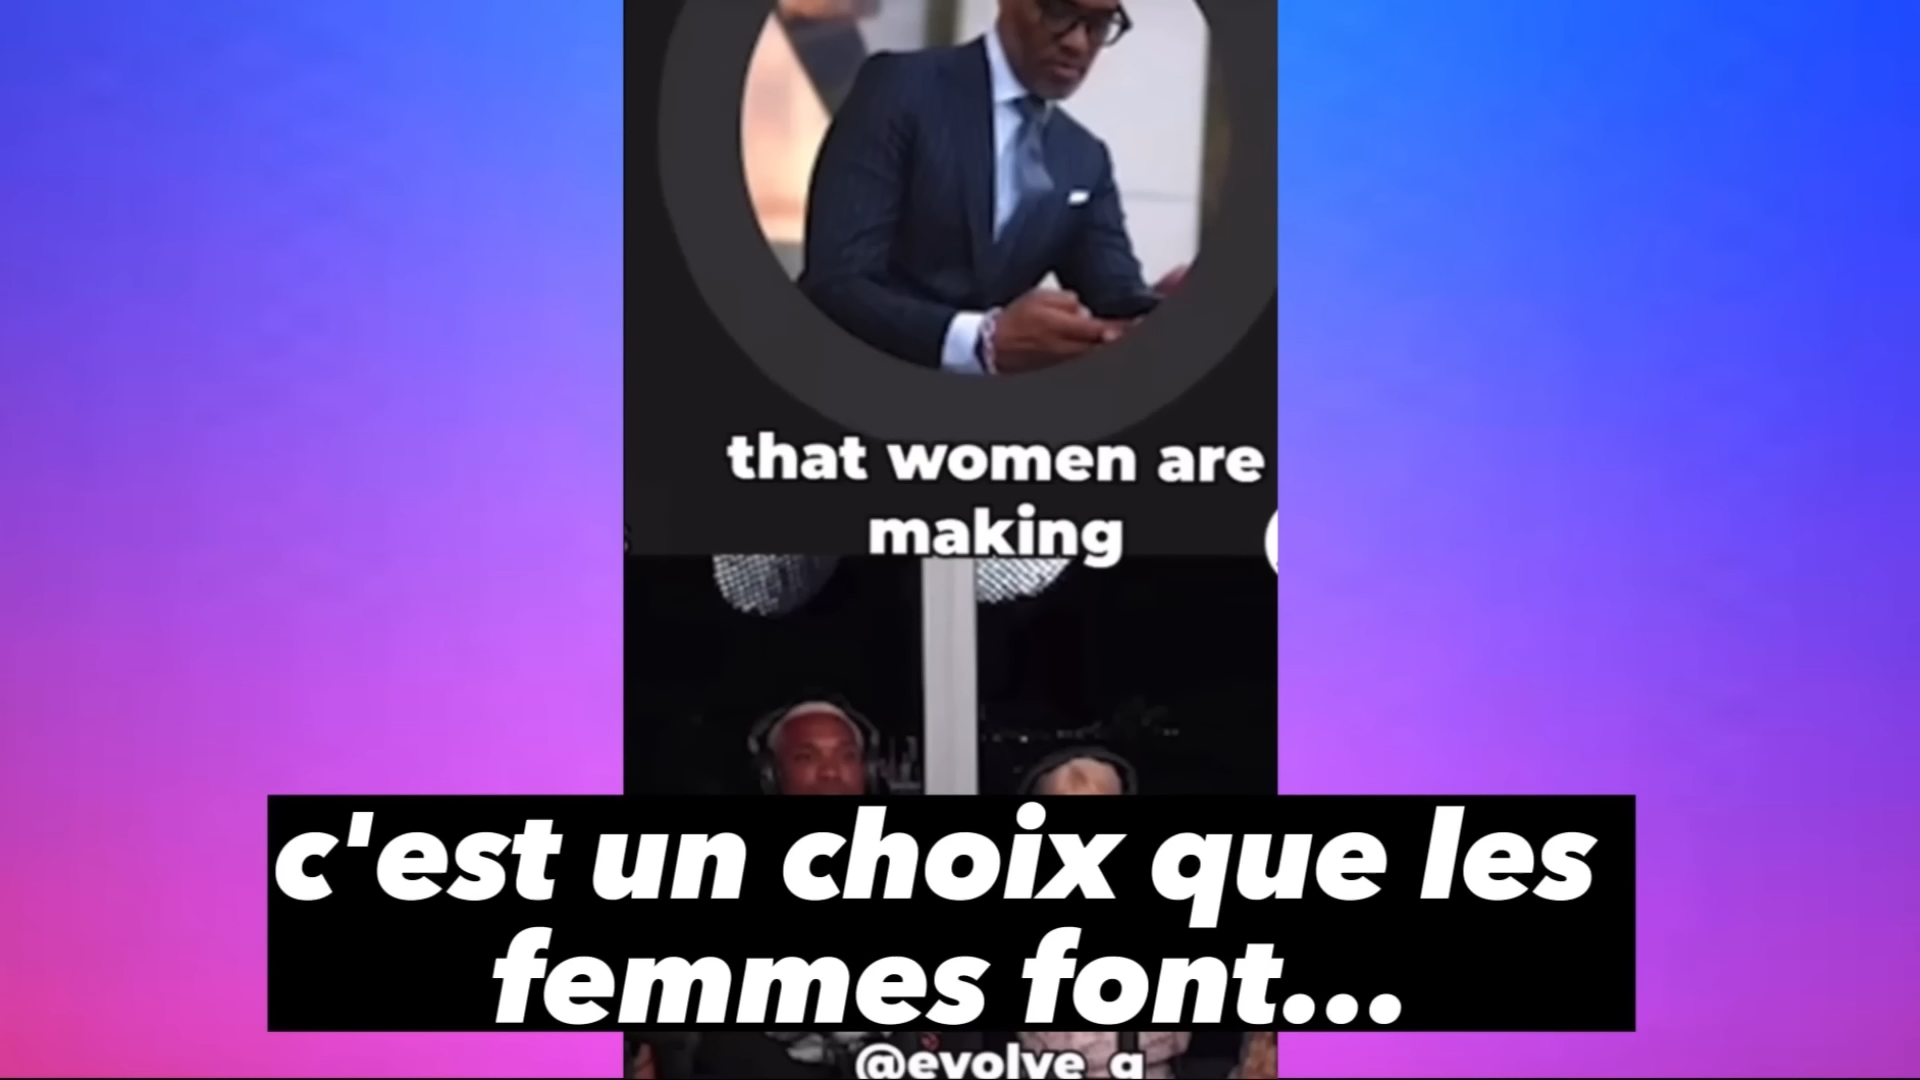 that women are
making
c'est un choix que les
femmes font...
@evolve_g